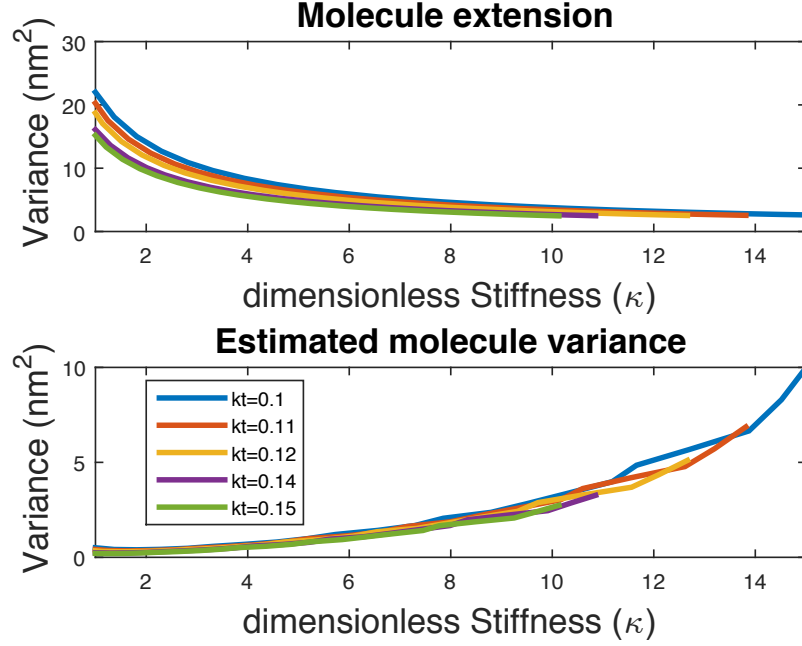 Molecule extension
Variance (nm²)
30
20
10
0
2 4 6 8 10 12 14
dimensionless Stiffness (κ)
Estimated molecule variance
Variance (nm²)
10
5
0
kt=0.1
kt=0.11
kt=0.12
kt=0.14
kt=0.15
2 4 6 8 10 12 14
dimensionless Stiffness (κ)